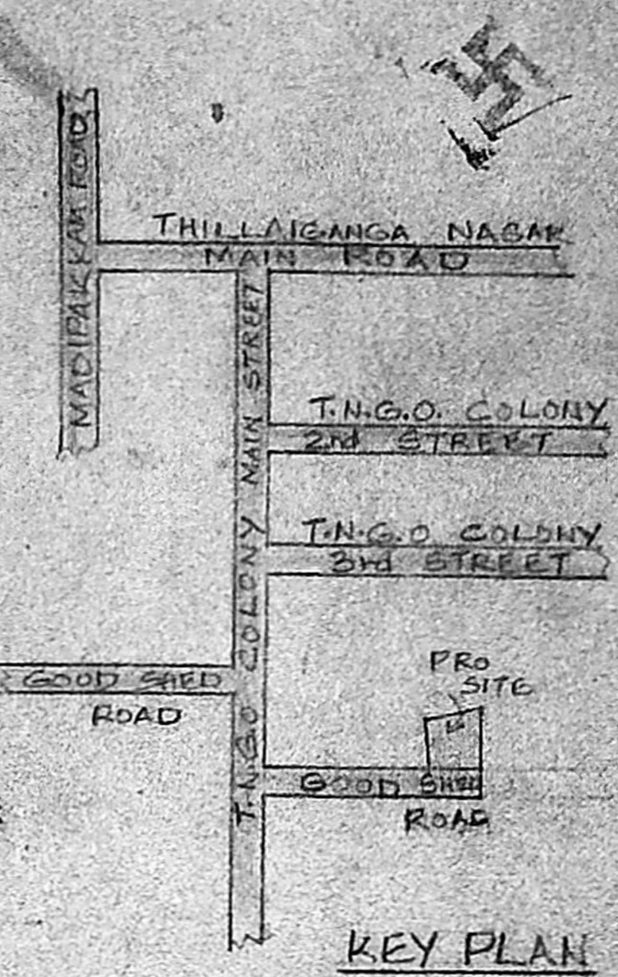 MADIPAKKAM ROAD
THILLAIGANGA NAGAR
MAIN ROAD
T.N.G.O COLONY MAIN STREET
T.N.G.O. COLONY
2nd STREET
T.N.G.O COLONY
3rd STREET
GOOD SHED
ROAD
PRO
SITE
GOOD SHED
ROAD
KEY PLAN